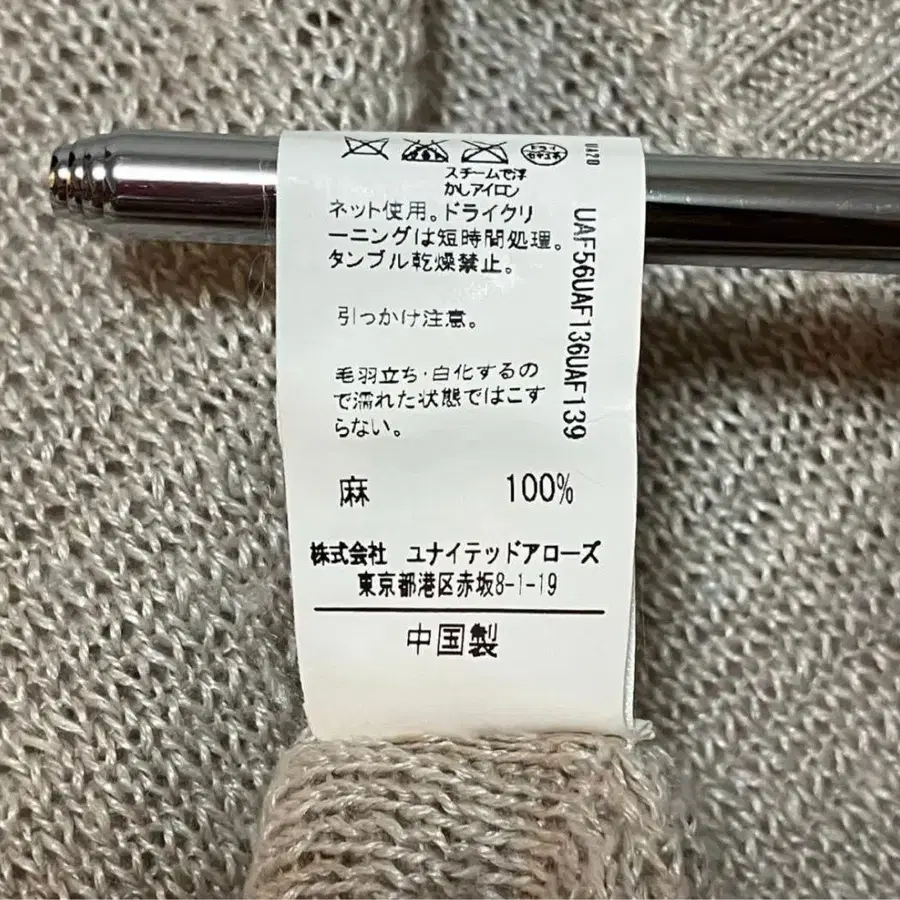 スチームで浮
かしアイロン
ネット使用。ドライクリ
ーニングは短時間処理。
タンブル乾燥禁止。
引っかけ注意。
毛羽立ち・白化するの
で濡れた状態ではこす
らない。
麻 100%
株式会社 ユナイテッドアローズ
東京都港区赤坂8-1-19
中国製
UA20
UAF56UAF136UAF139